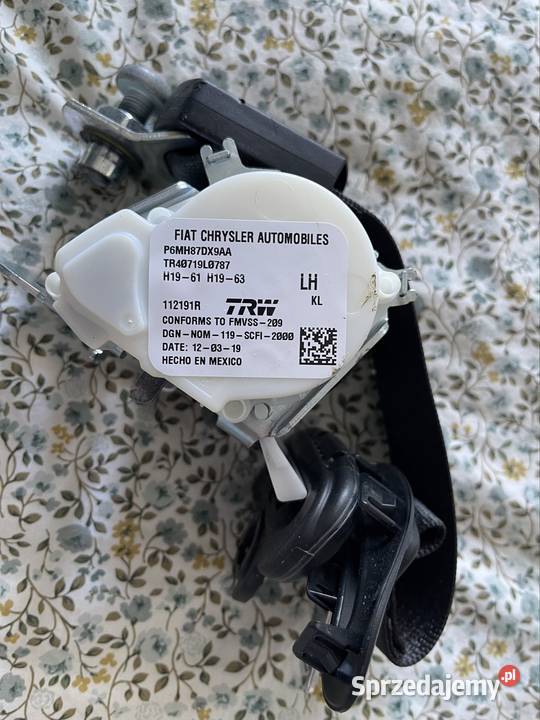 FIAT CHRYSLER AUTOMOBILES
P6MH87DX9AA
TR40719L0787
H19-61 H19-63
LH
KL
112191R TRW
CONFORMS TO FMVSS-209
DGN-NOM-119-SCFI-2000
DATE: 12-03-19
HECHO EN MEXICO
Sprzedajemy.pl